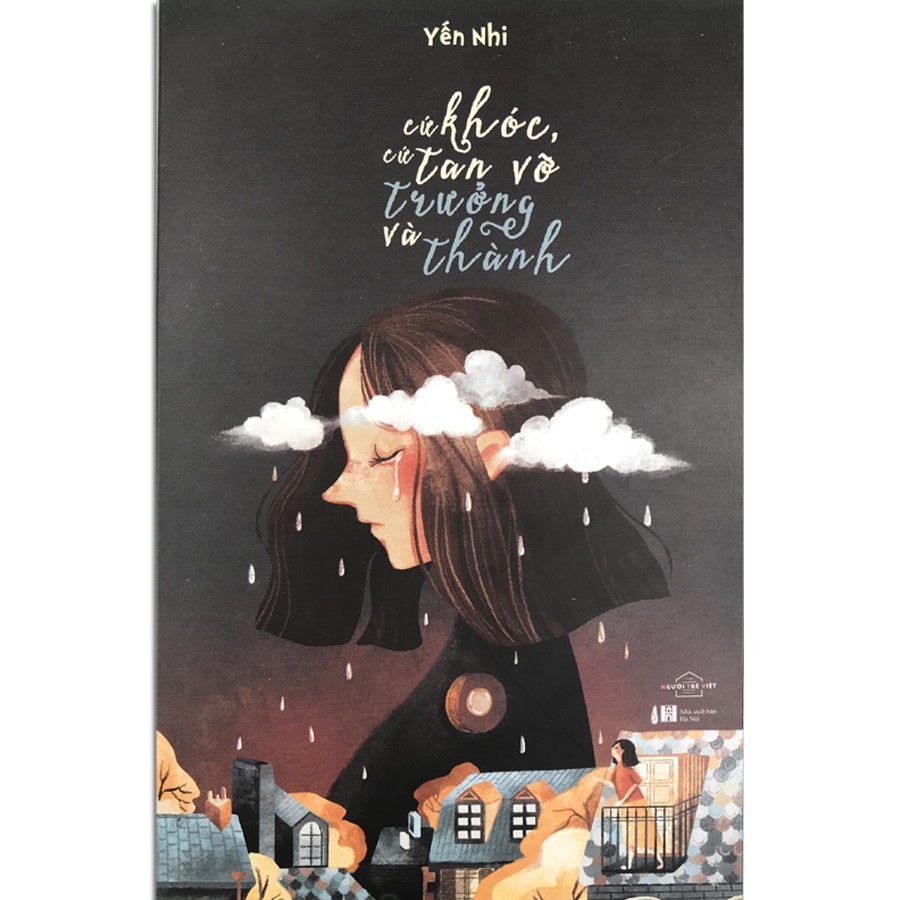 Yến Nhi
cứ khóc,
cứ tan vỡ
trưởng
và thành
NGƯỜI TRẺ VIỆT
Nhà xuất bản
Hà Nội